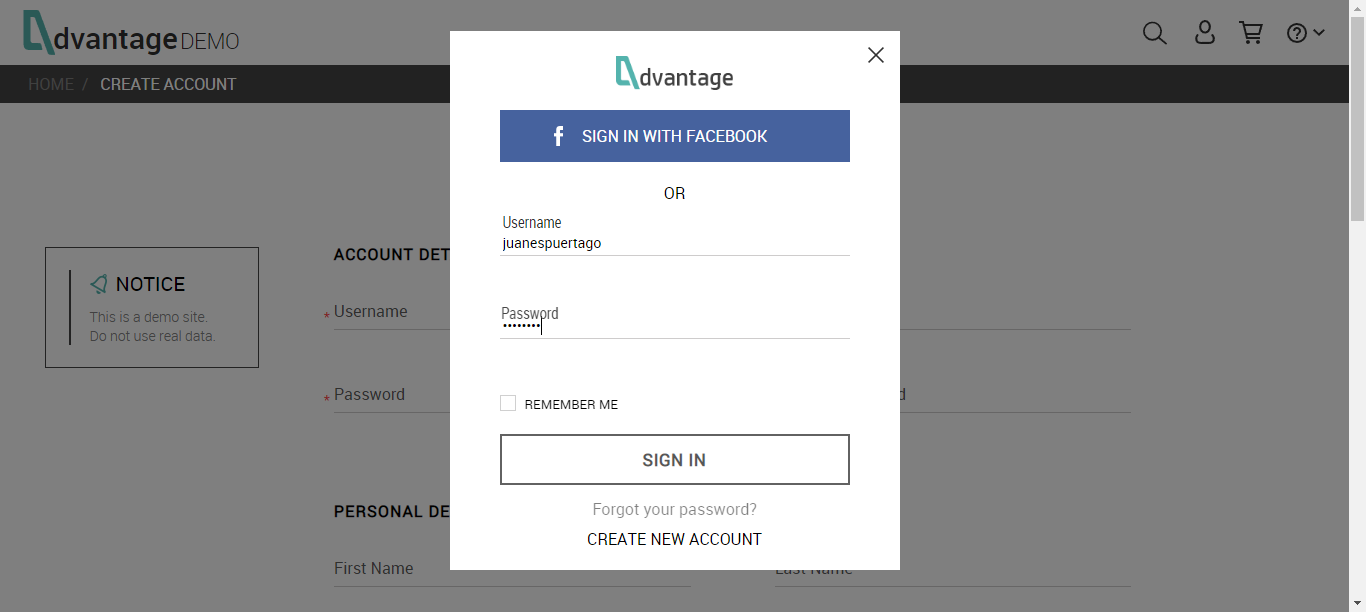 dvantage DEMO
HOME / CREATE ACCOUNT
dvantage
SIGN IN WITH FACEBOOK
OR
Username
juanespuertago
Password
••••••••
REMEMBER ME
SIGN IN
Forgot your password?
CREATE NEW ACCOUNT
NOTICE
This is a demo site.
Do not use real data.
ACCOUNT DET
* Username
* Password
d
PERSONAL DE
First Name
Last Name